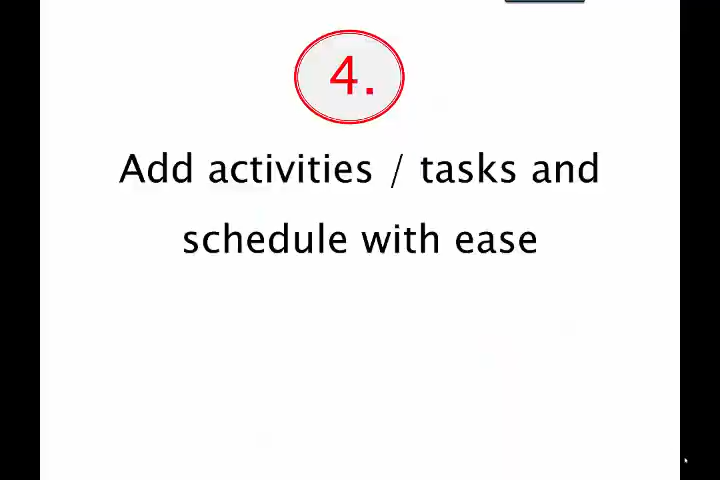 4.
Add activities / tasks and
schedule with ease